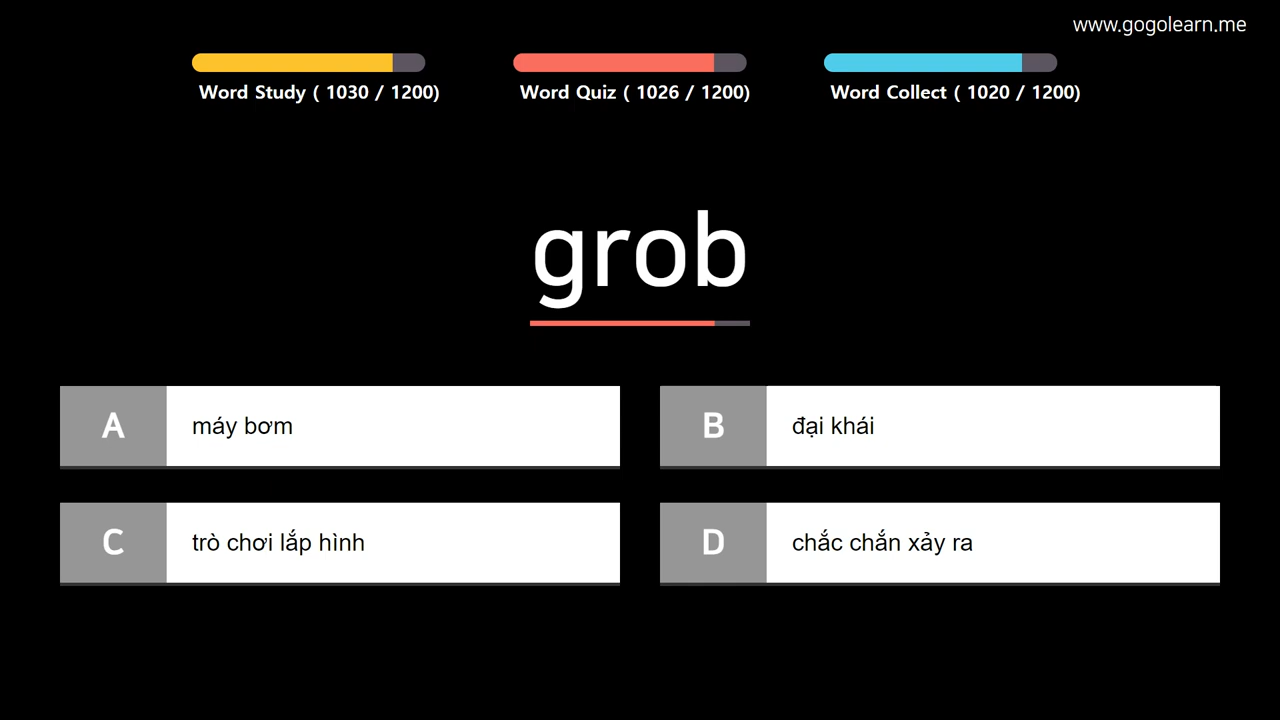 www.gogolearn.me
Word Study ( 1030 / 1200)
Word Quiz ( 1026 / 1200)
Word Collect ( 1020 / 1200)
grob
A máy bơm
B đại khái
C trò chơi lắp hình
D chắc chắn xảy ra